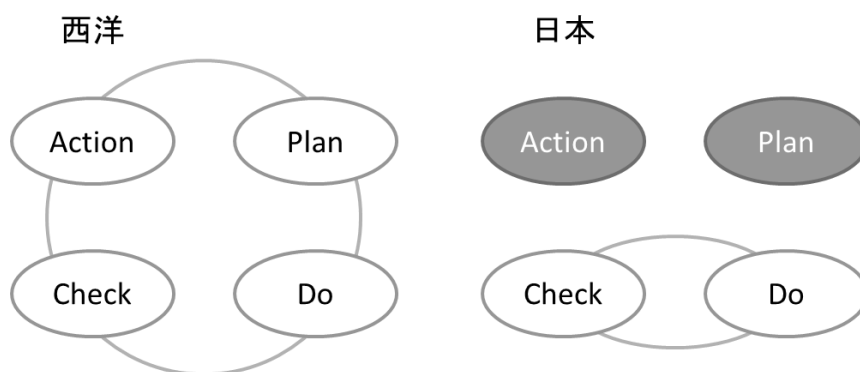 西洋
日本
Action
Plan
Action
Plan
Check
Do
Check
Do